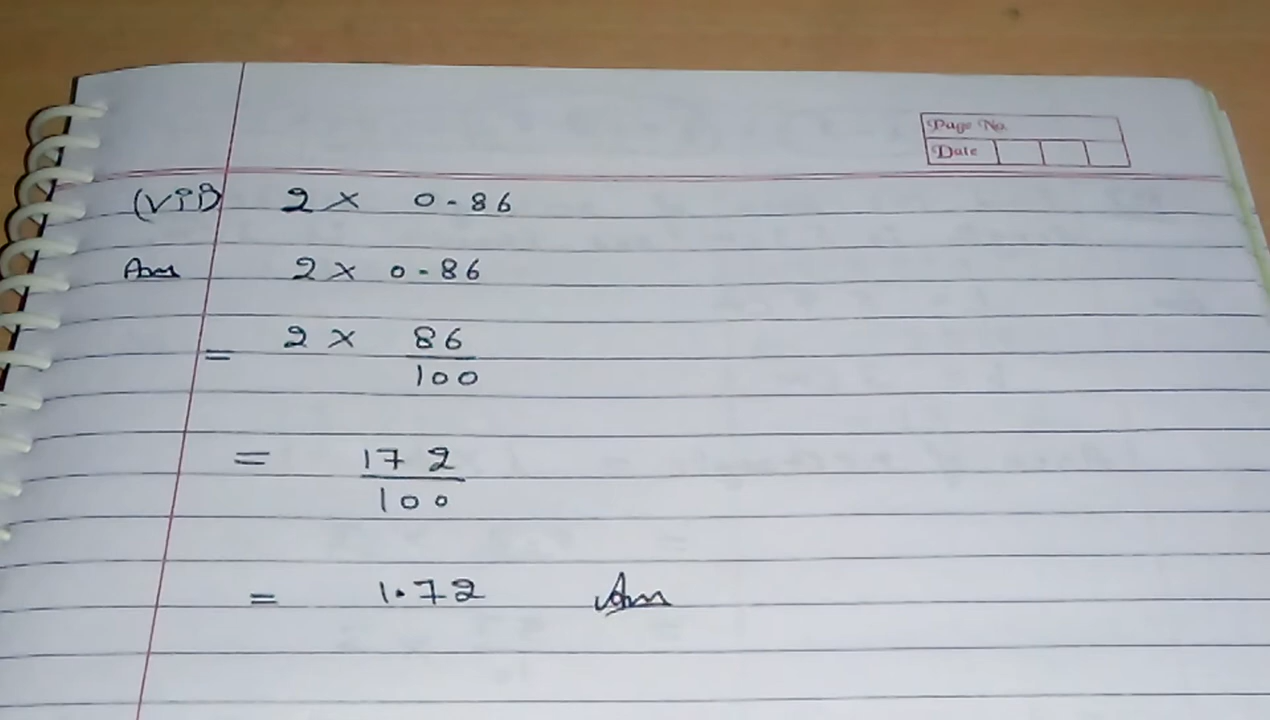 Page No.
Date
(vii) 2 × 0.86
Ans 2 × 0.86
= 2 × 86/100
= 172/100
= 1.72 Ans